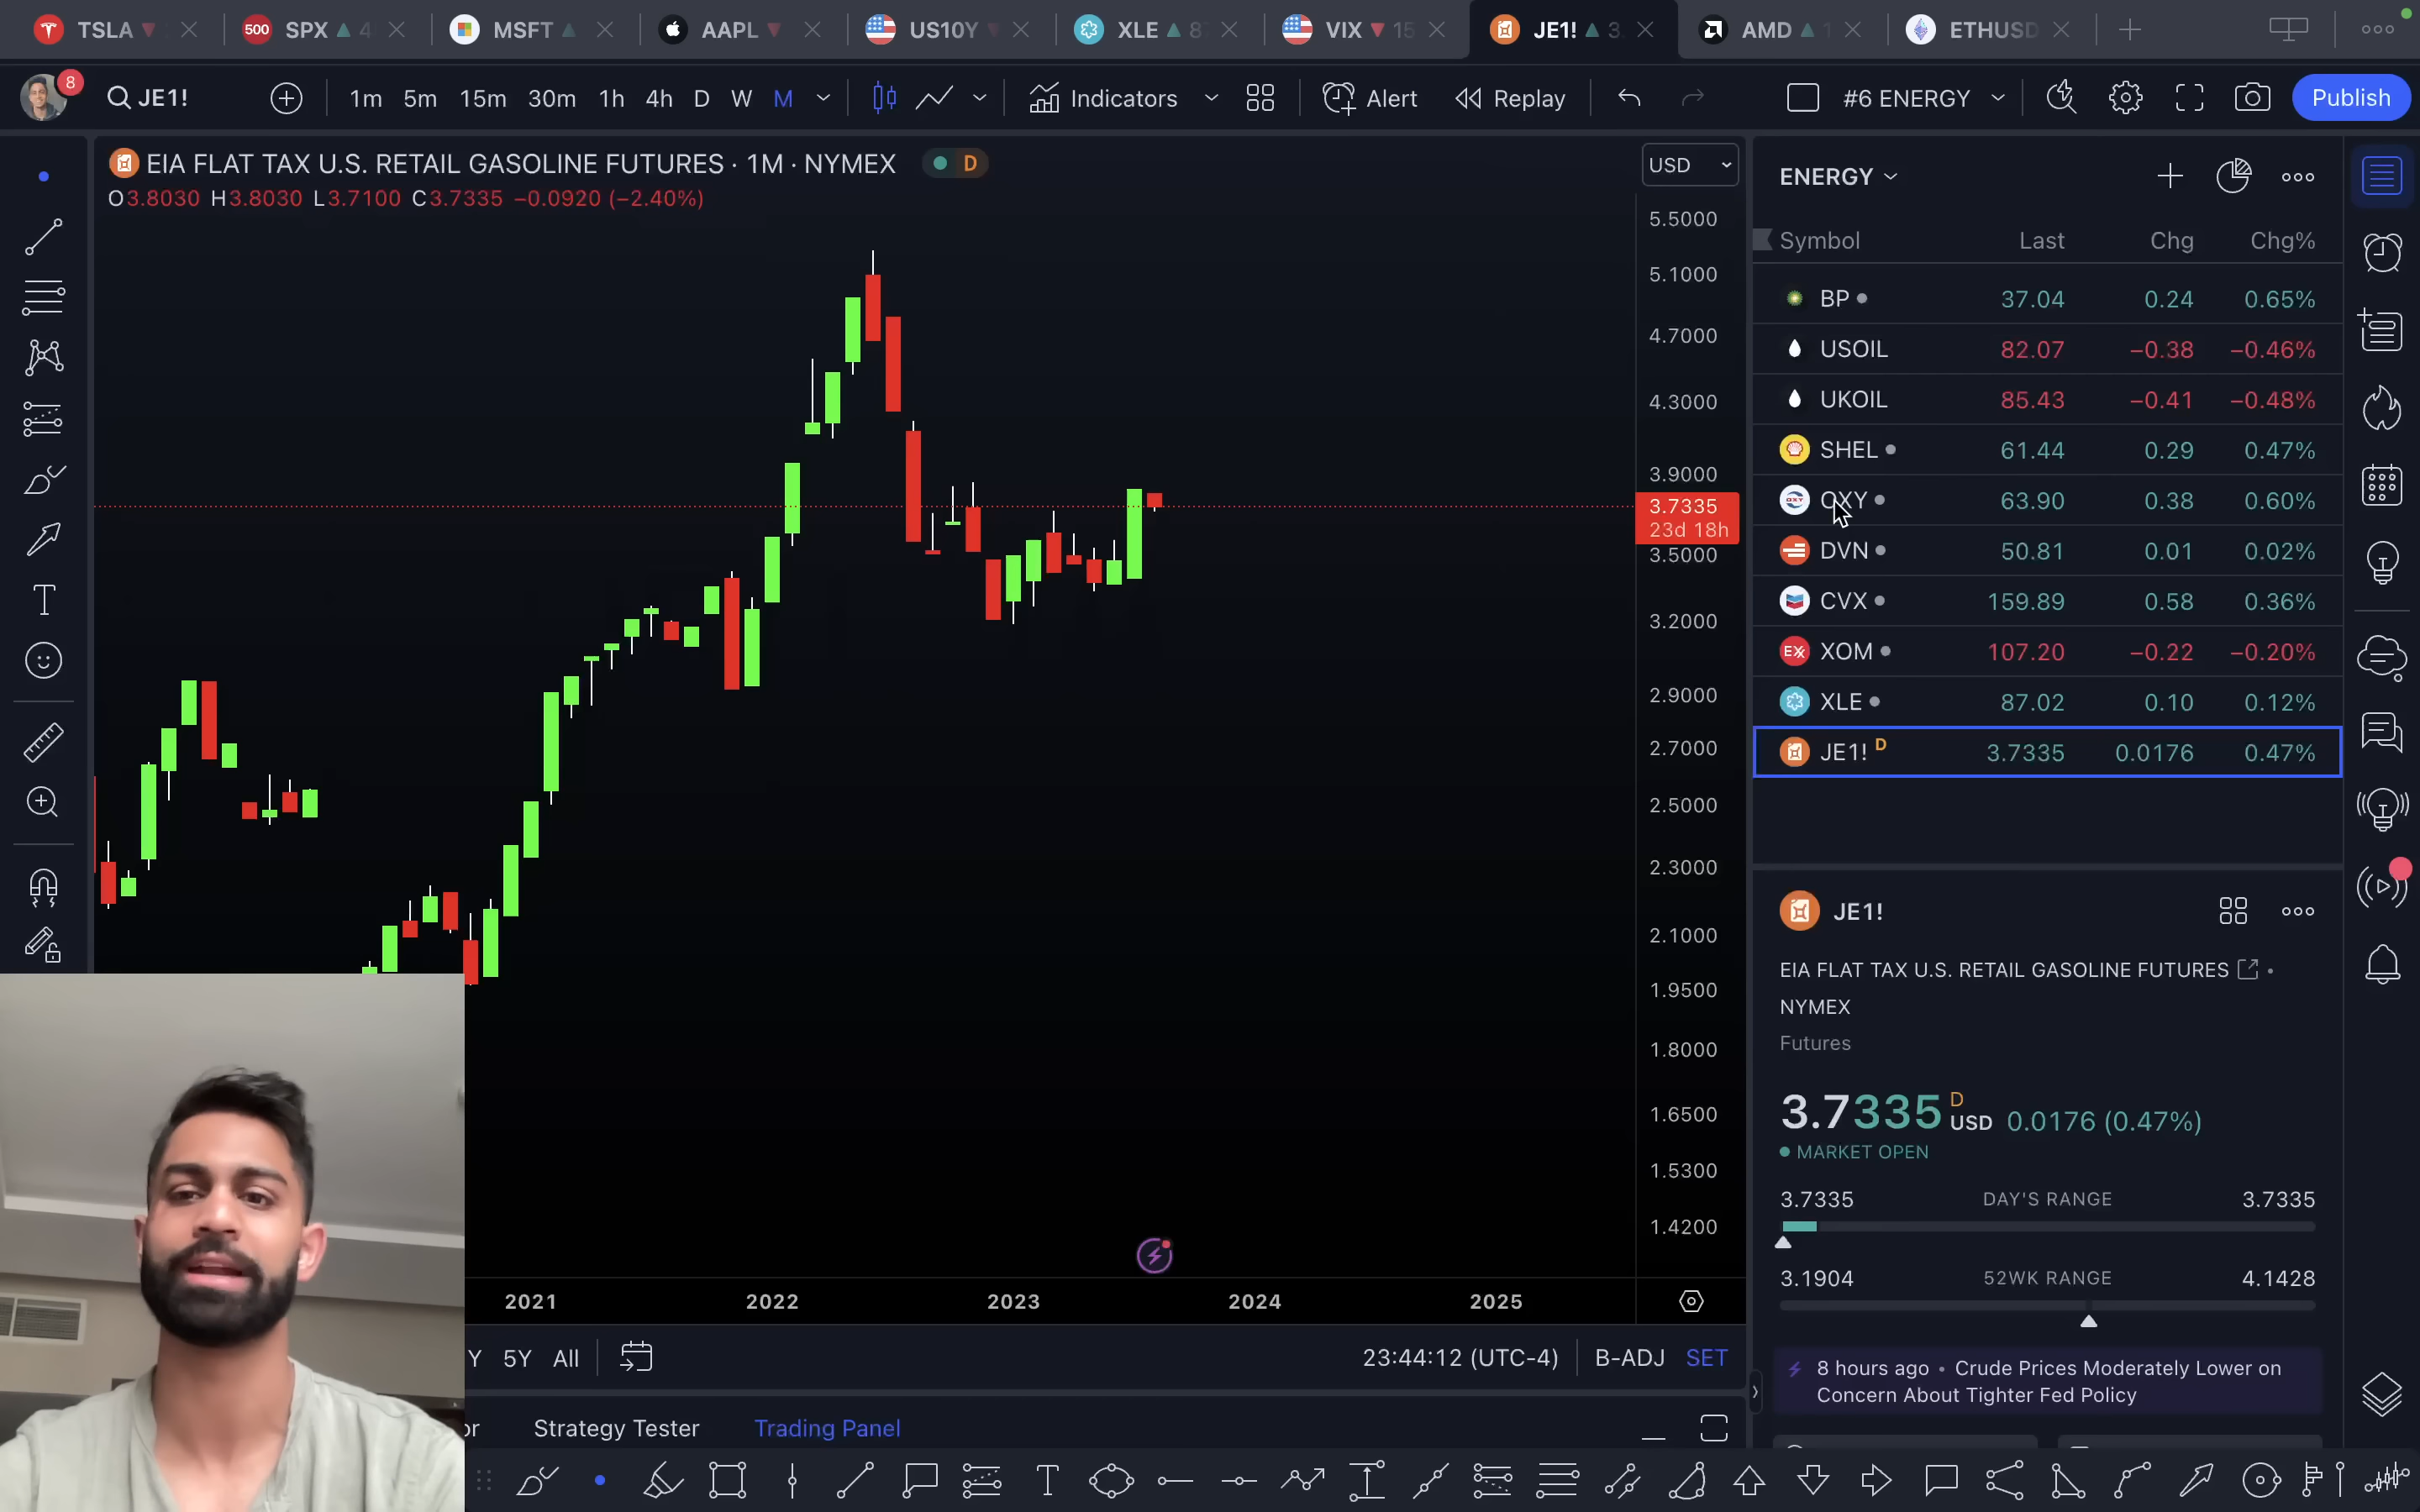 TSLA
500 SPX 4
MSFT
AAPL
US10Y
XLE 8
VIX 15
JE1! 3.
AMD 1
ETHUSD
8
JE1!
1m 5m 15m 30m 1h 4h D W M
Indicators
Alert
Replay
#6 ENERGY
Publish
EIA FLAT TAX U.S. RETAIL GASOLINE FUTURES · 1M · NYMEX D
O3.8030 H3.8030 L3.7100 C3.7335 −0.0920 (−2.40%)
USD
5.5000
5.1000
4.7000
4.3000
3.9000
3.7335
23d 18h
3.5000
3.2000
2.9000
2.7000
2.5000
2.3000
2.1000
1.9500
1.8000
1.6500
1.5300
1.4200
2021 2022 2023 2024 2025
Y 5Y All
23:44:12 (UTC-4) B-ADJ SET
or Strategy Tester Trading Panel
ENERGY
Symbol Last Chg Chg%
BP 37.04 0.24 0.65%
USOIL 82.07 −0.38 −0.46%
UKOIL 85.43 −0.41 −0.48%
SHEL 61.44 0.29 0.47%
OXY 63.90 0.38 0.60%
DVN 50.81 0.01 0.02%
CVX 159.89 0.58 0.36%
XOM 107.20 −0.22 −0.20%
XLE 87.02 0.10 0.12%
JE1! D 3.7335 0.0176 0.47%
JE1!
EIA FLAT TAX U.S. RETAIL GASOLINE FUTURES
NYMEX
Futures
3.7335 D USD 0.0176 (0.47%)
MARKET OPEN
3.7335 DAY'S RANGE 3.7335
3.1904 52WK RANGE 4.1428
8 hours ago • Crude Prices Moderately Lower on
Concern About Tighter Fed Policy